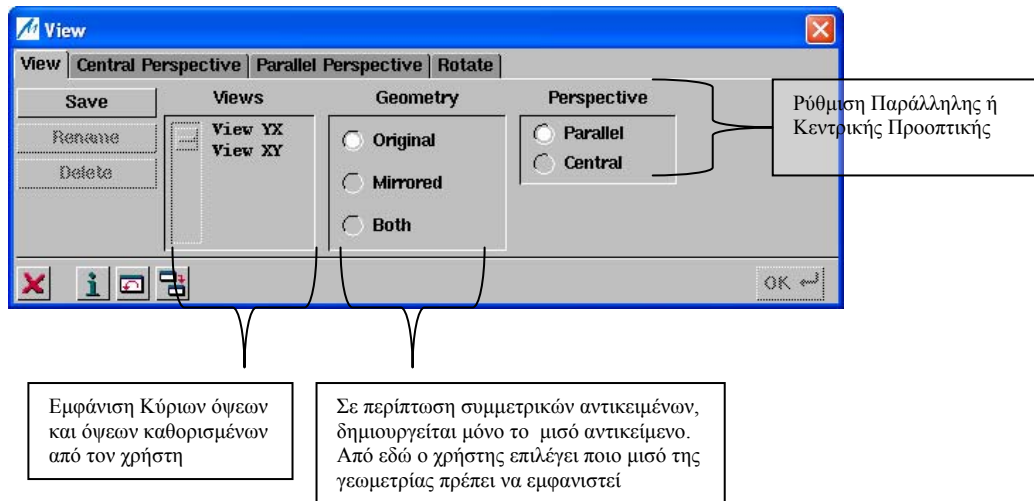 View
View Central Perspective Parallel Perspective Rotate
Save
Rename
Delete
Views
View YX
View XY
Geometry
Original
Mirrored
Both
Perspective
Parallel
Central
OK
Ρύθμιση Παράλληλης ή
Κεντρικής Προοπτικής
Εμφάνιση Κύριων όψεων
και όψεων καθορισμένων
από τον χρήστη
Σε περίπτωση συμμετρικών αντικειμένων,
δημιουργείται μόνο το μισό αντικείμενο.
Από εδώ ο χρήστης επιλέγει ποιο μισό της
γεωμετρίας πρέπει να εμφανιστεί